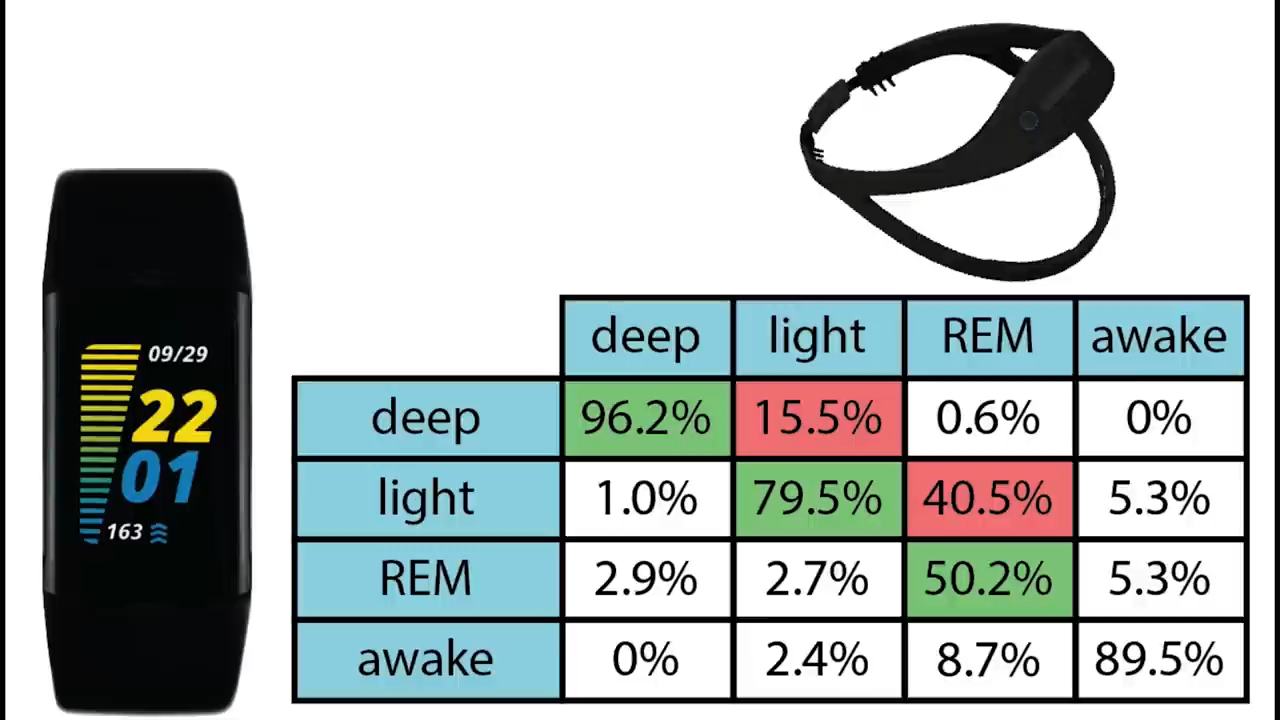 09/29
22
01
163
deep light REM awake
deep 96.2% 15.5% 0.6% 0%
light 1.0% 79.5% 40.5% 5.3%
REM 2.9% 2.7% 50.2% 5.3%
awake 0% 2.4% 8.7% 89.5%